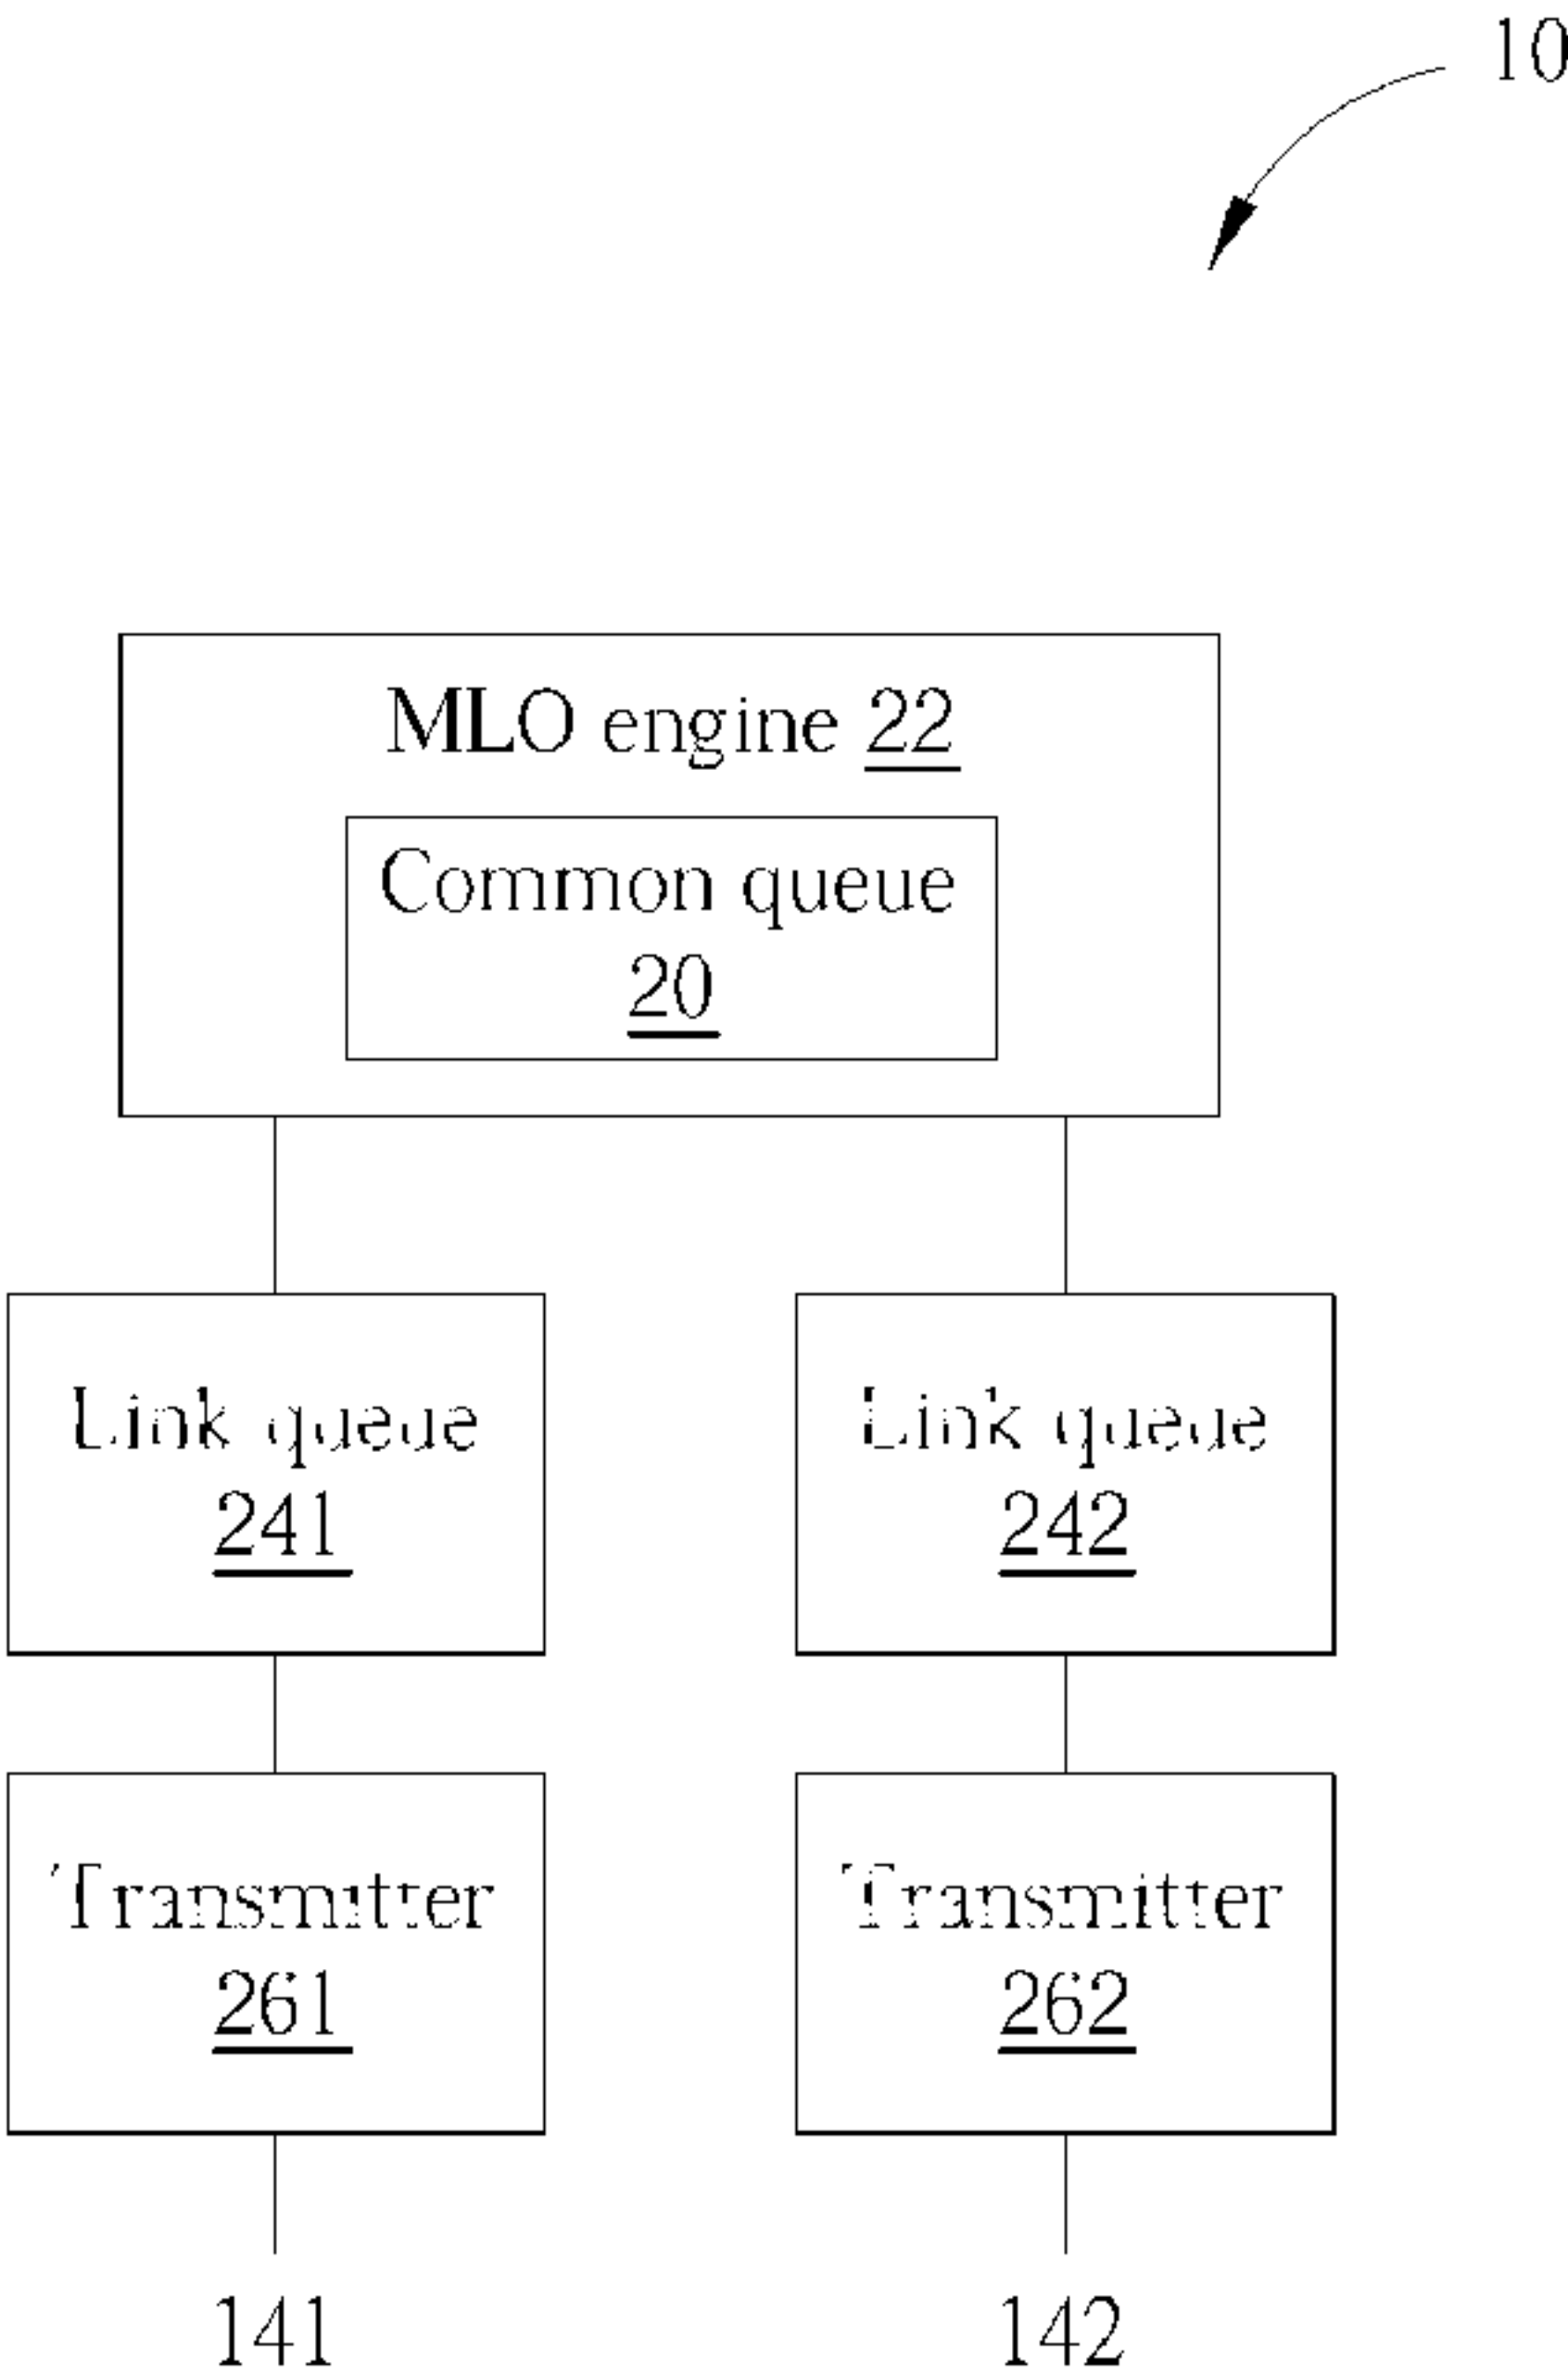 10
MLO engine 22
Common queue
20
Link queue
241
Link queue
242
Transmitter
261
Transmitter
262
141
142